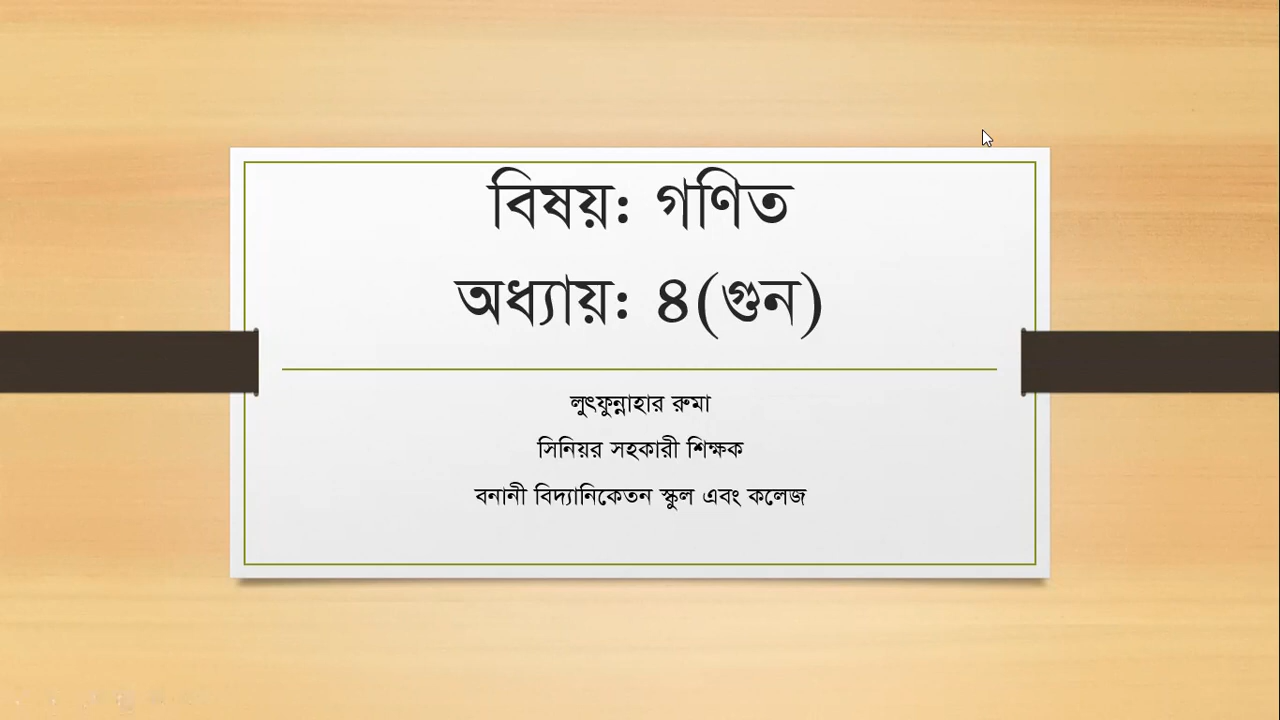 বিষয়: গণিত
অধ্যায়: ৪(গুন)
লুৎফুন্নাহার রুমা
সিনিয়র সহকারী শিক্ষক
বনানী বিদ্যানিকেতন স্কুল এবং কলেজ